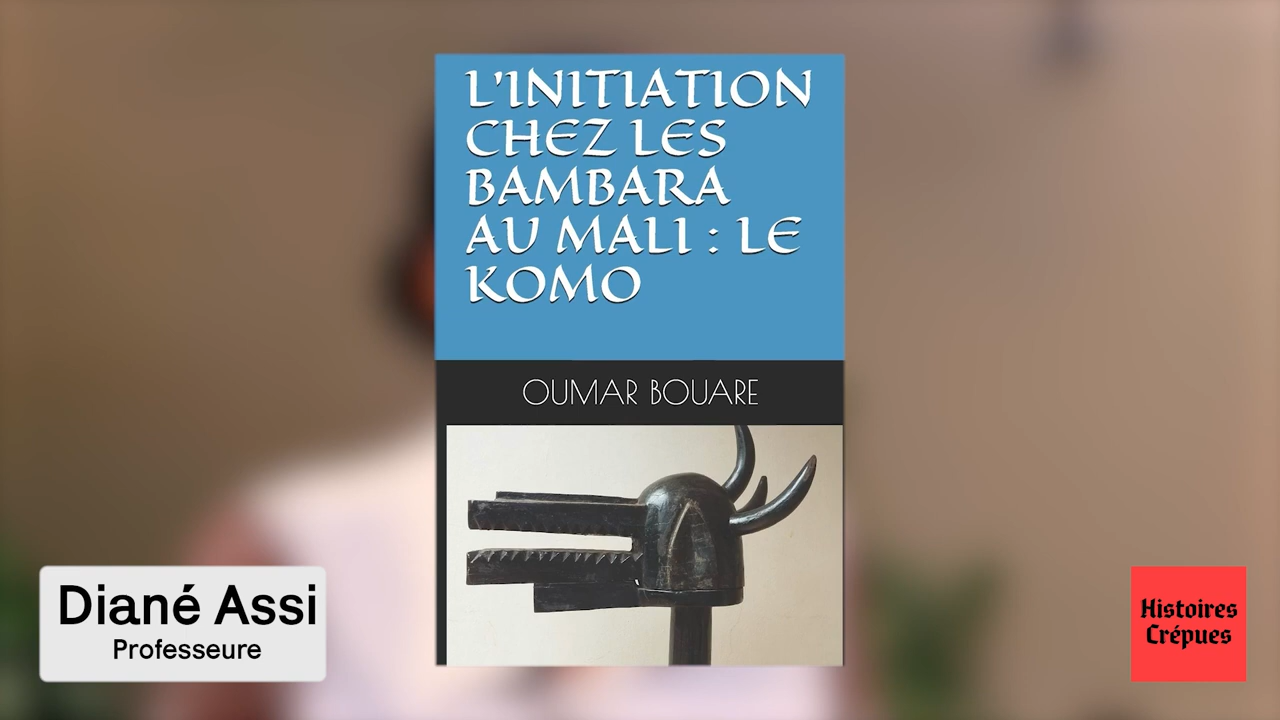 L'INITIATION
CHEZ LES
BAMBARA
AU MALI : LE
KOMO
OUMAR BOUARE
Diané Assi
Professeure
Histoires
Crépues